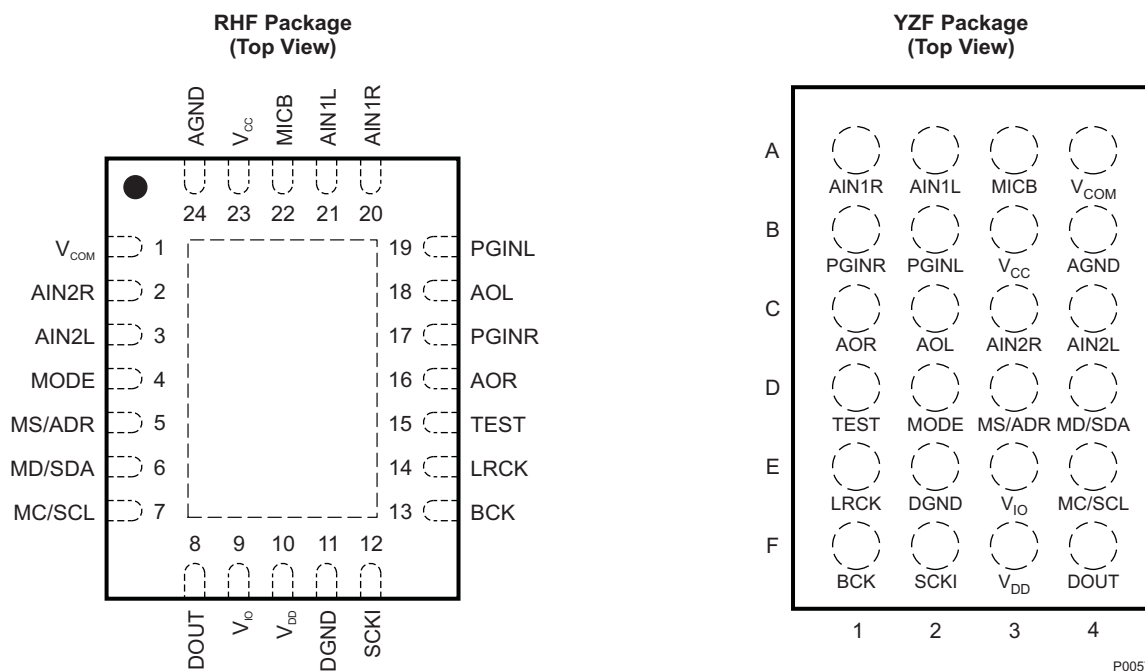 RHF Package
(Top View)
AGND
VCC
MICB
AIN1L
AIN1R
24 23 22 21 20
VCOM 1
AIN2R 2
AIN2L 3
MODE 4
MS/ADR 5
MD/SDA 6
MC/SCL 7
19 PGINL
18 AOL
17 PGINR
16 AOR
15 TEST
14 LRCK
13 BCK
8 9 10 11 12
DOUT
VIO
VDD
DGND
SCKI
YZF Package
(Top View)
A
AIN1R AIN1L MICB VCOM
B
PGINR PGINL VCC AGND
C
AOR AOL AIN2R AIN2L
D
TEST MODE MS/ADR MD/SDA
E
LRCK DGND VIO MC/SCL
F
BCK SCKI VDD DOUT
1 2 3 4
P005